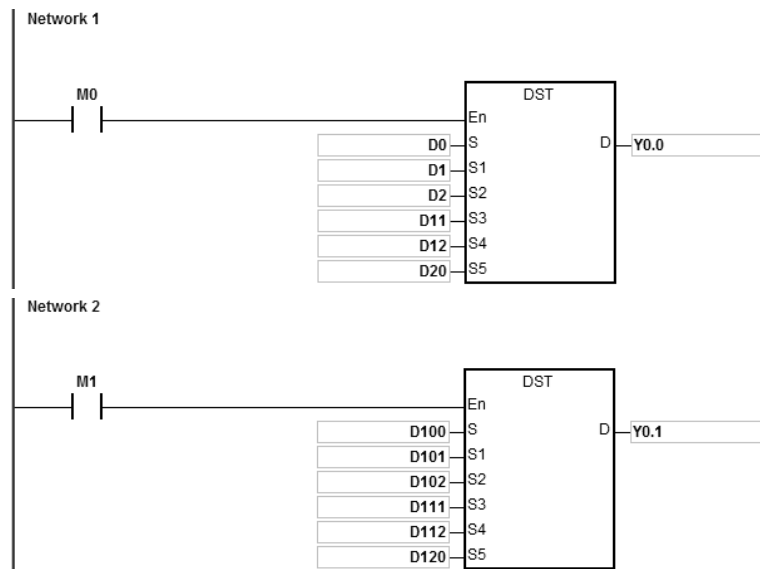 Network 1
M0
DST
En
D0 S D Y0.0
D1 S1
D2 S2
D11 S3
D12 S4
D20 S5
Network 2
M1
DST
En
D100 S D Y0.1
D101 S1
D102 S2
D111 S3
D112 S4
D120 S5